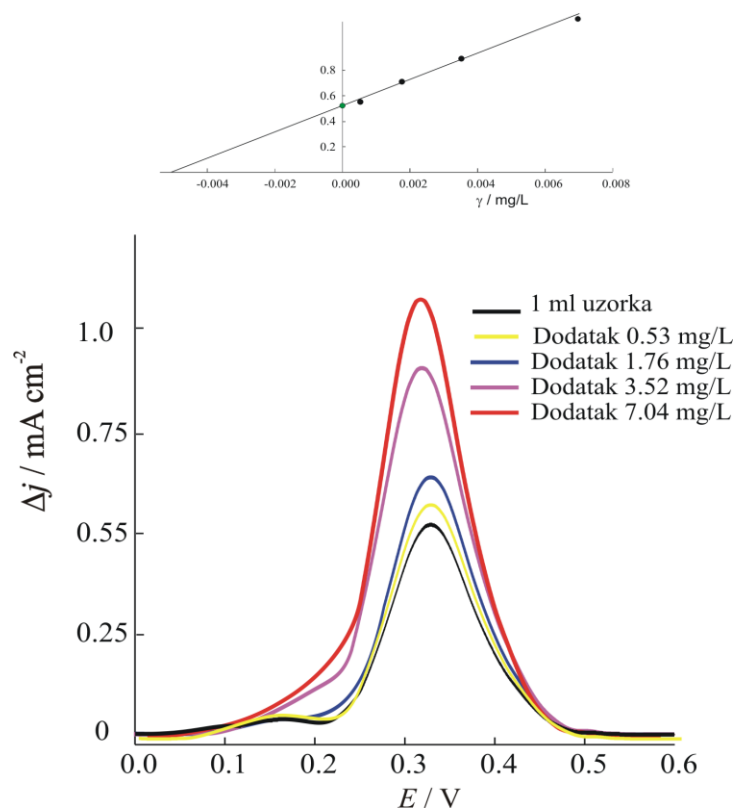 0.8
0.6
0.4
0.2
-0.004 -0.002 0.000 0.002 0.004 0.006 0.008
γ / mg/L
1 ml uzorka
Dodatak 0.53 mg/L
Dodatak 1.76 mg/L
Dodatak 3.52 mg/L
Dodatak 7.04 mg/L
Δj / mA cm-2
1.0
0.75
0.55
0.25
0
0.0 0.1 0.2 0.3 0.4 0.5 0.6
E / V